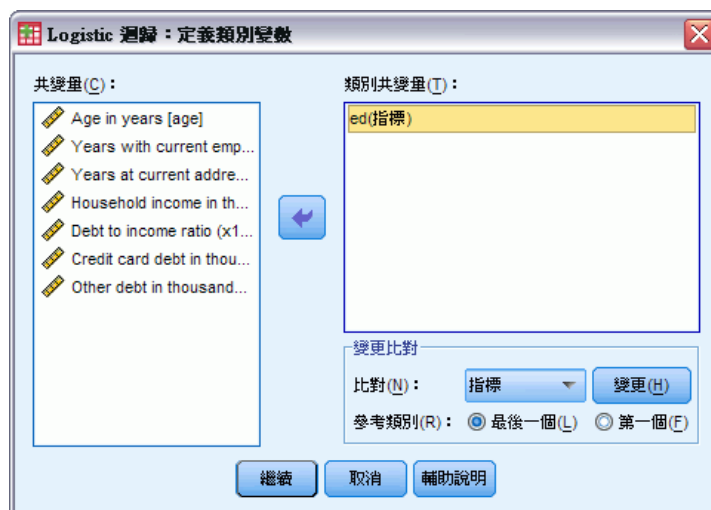 Logistic 迴歸：定義類別變數
共變量(C)：
Age in years [age]
Years with current emp...
Years at current addre...
Household income in th...
Debt to income ratio (x1...
Credit card debt in thou...
Other debt in thousand...
類別共變量(T)：
ed(指標)
變更比對
比對(N)：
指標
變更(H)
參考類別(R)：
最後一個(L)
第一個(F)
繼續
取消
輔助說明